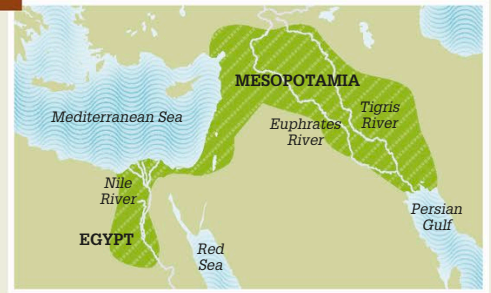 MESOPOTAMIA
Mediterranean Sea
Tigris
River
Euphrates
River
Nile
River
Persian
Gulf
EGYPT
Red
Sea